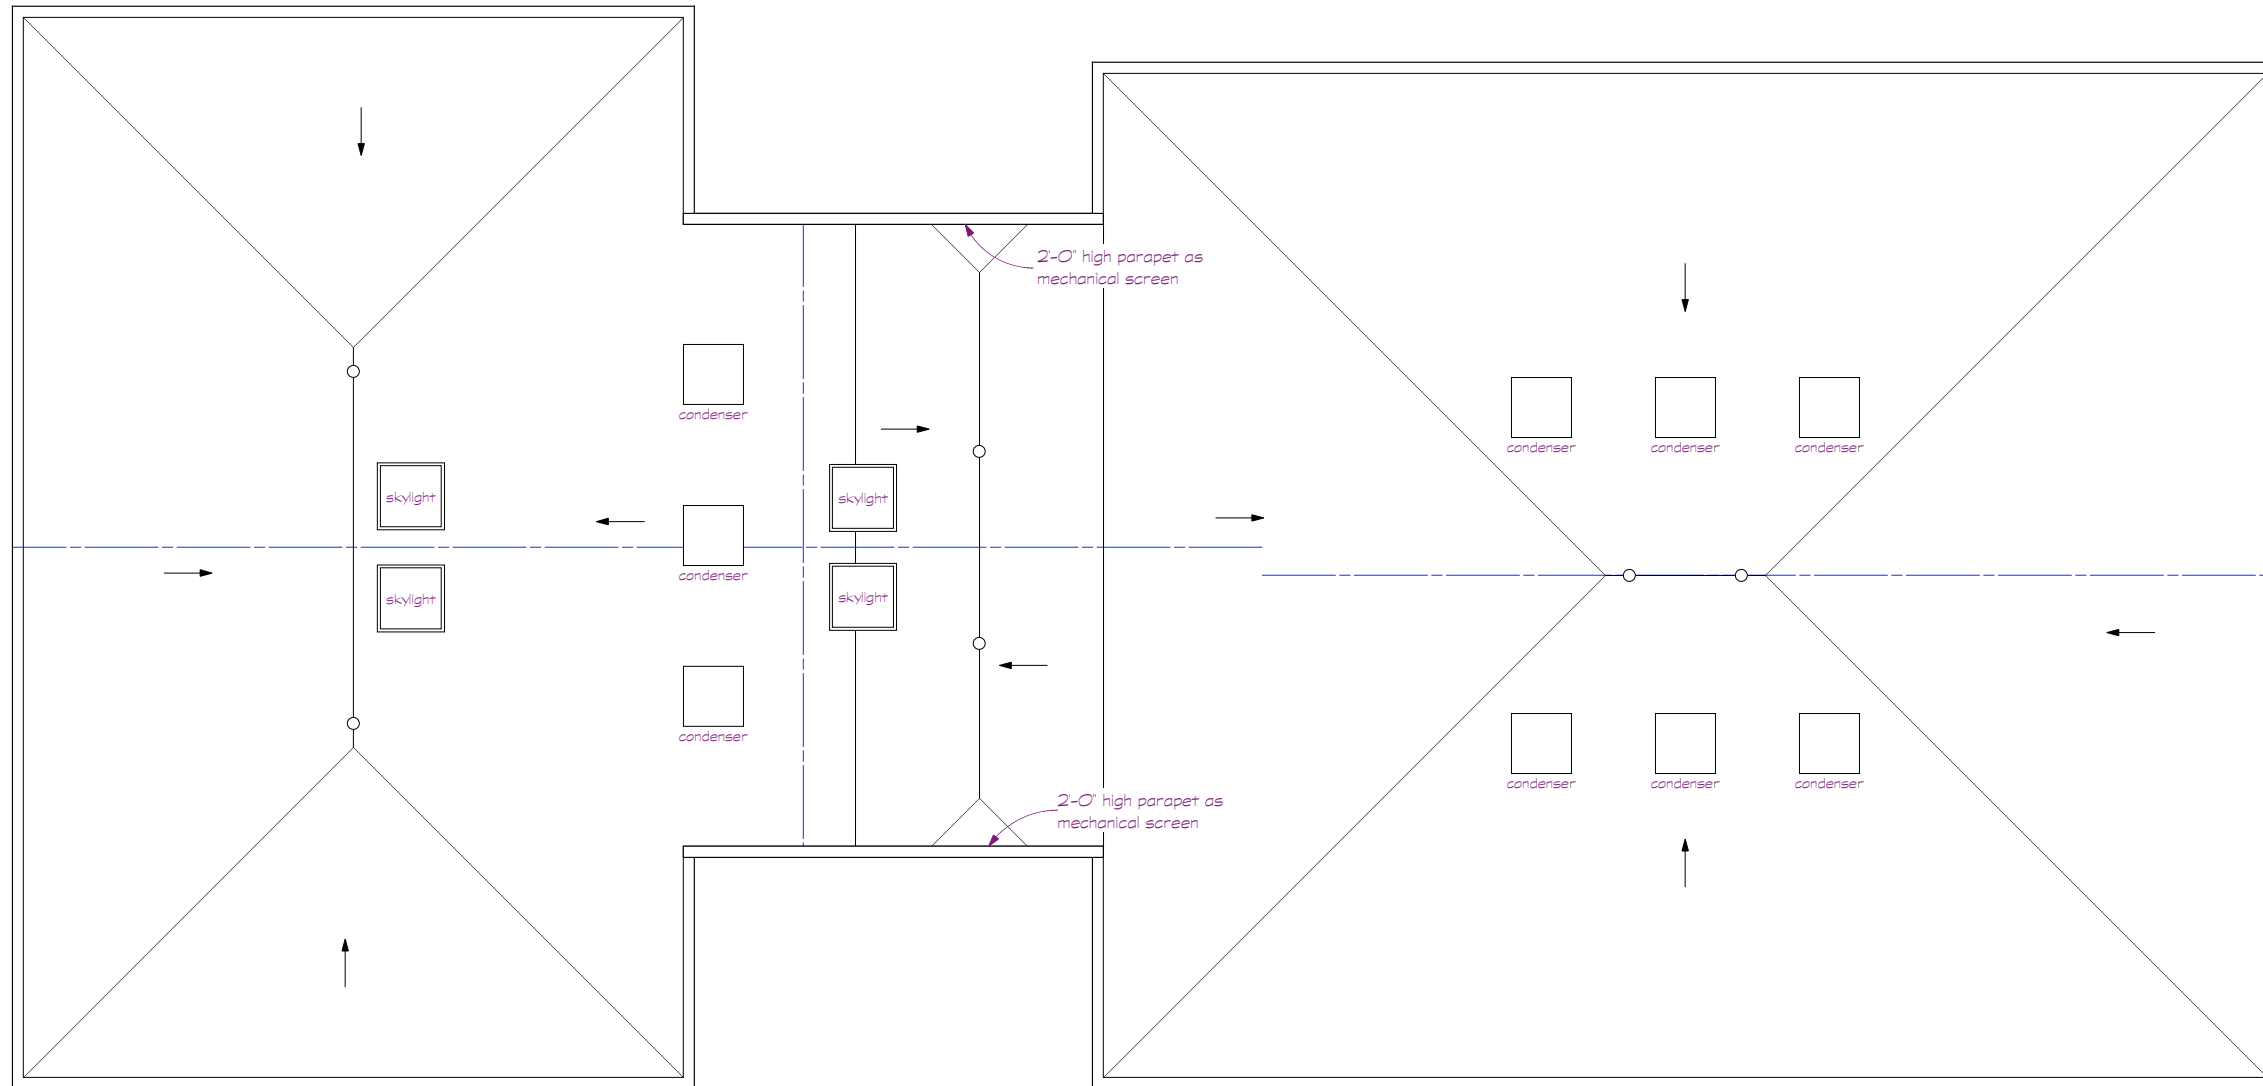 2'-0" high parapet as
mechanical screen
condenser
condenser
condenser
condenser
skylight
skylight
condenser
skylight
skylight
condenser
condenser
condenser
condenser
2'-0" high parapet as
mechanical screen